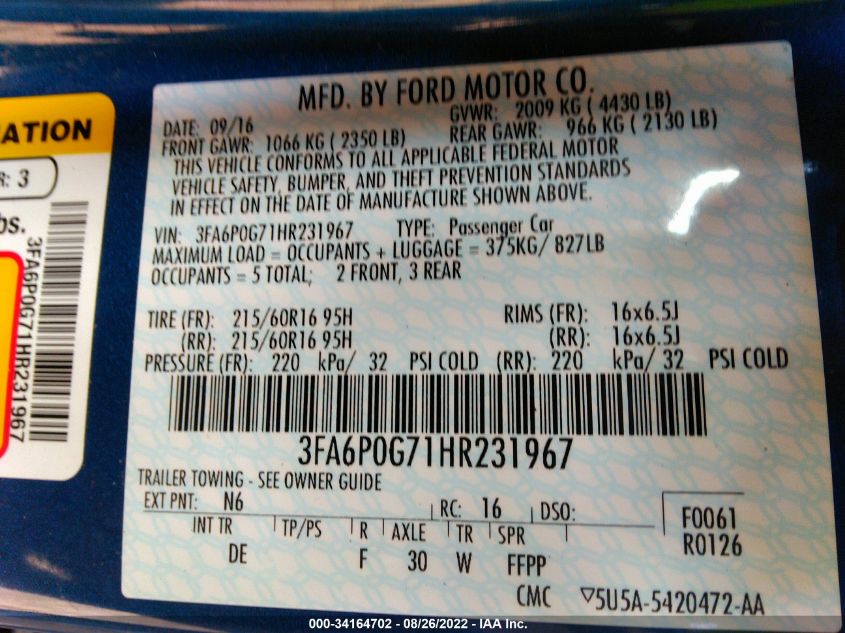 MFD. BY FORD MOTOR CO.
DATE: 09/16 GVWR: 2009 KG ( 4430 LB)
FRONT GAWR: 1066 KG ( 2350 LB) REAR GAWR: 966 KG ( 2130 LB)
THIS VEHICLE CONFORMS TO ALL APPLICABLE FEDERAL MOTOR
VEHICLE SAFETY, BUMPER, AND THEFT PREVENTION STANDARDS
IN EFFECT ON THE DATE OF MANUFACTURE SHOWN ABOVE.
VIN: 3FA6P0G71HR231967 TYPE: Passenger Car
MAXIMUM LOAD = OCCUPANTS + LUGGAGE = 375KG/ 827LB
OCCUPANTS = 5 TOTAL; 2 FRONT, 3 REAR
TIRE (FR): 215/60R16 95H RIMS (FR): 16x6.5J
(RR): 215/60R16 95H (RR): 16x6.5J
PRESSURE (FR): 220 kPa/ 32 PSI COLD (RR): 220 kPa/ 32 PSI COLD
3FA6P0G71HR231967
TRAILER TOWING - SEE OWNER GUIDE
EXT PNT: N6 RC: 16 DSO:
INT TR TP/PS R AXLE TR SPR
DE F 30 W FFPP
F0061
R0126
CMC 5U5A-5420472-AA
ATION
R: 3
bs.
3FA6P0G71HR231967
000-34164702 - 08/26/2022 - IAA Inc.